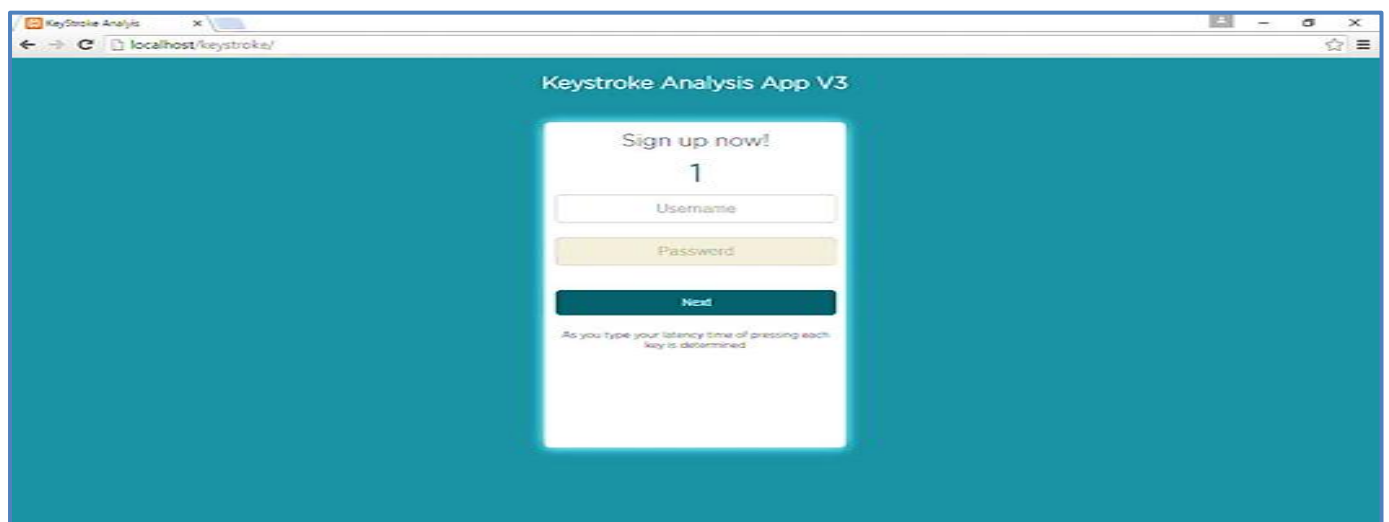 KeyStroke Analyis
localhost/keystroke/
Keystroke Analysis App V3
Sign up now!
1
Username
Password
Next
As you type your latency time of pressing each
key is determined